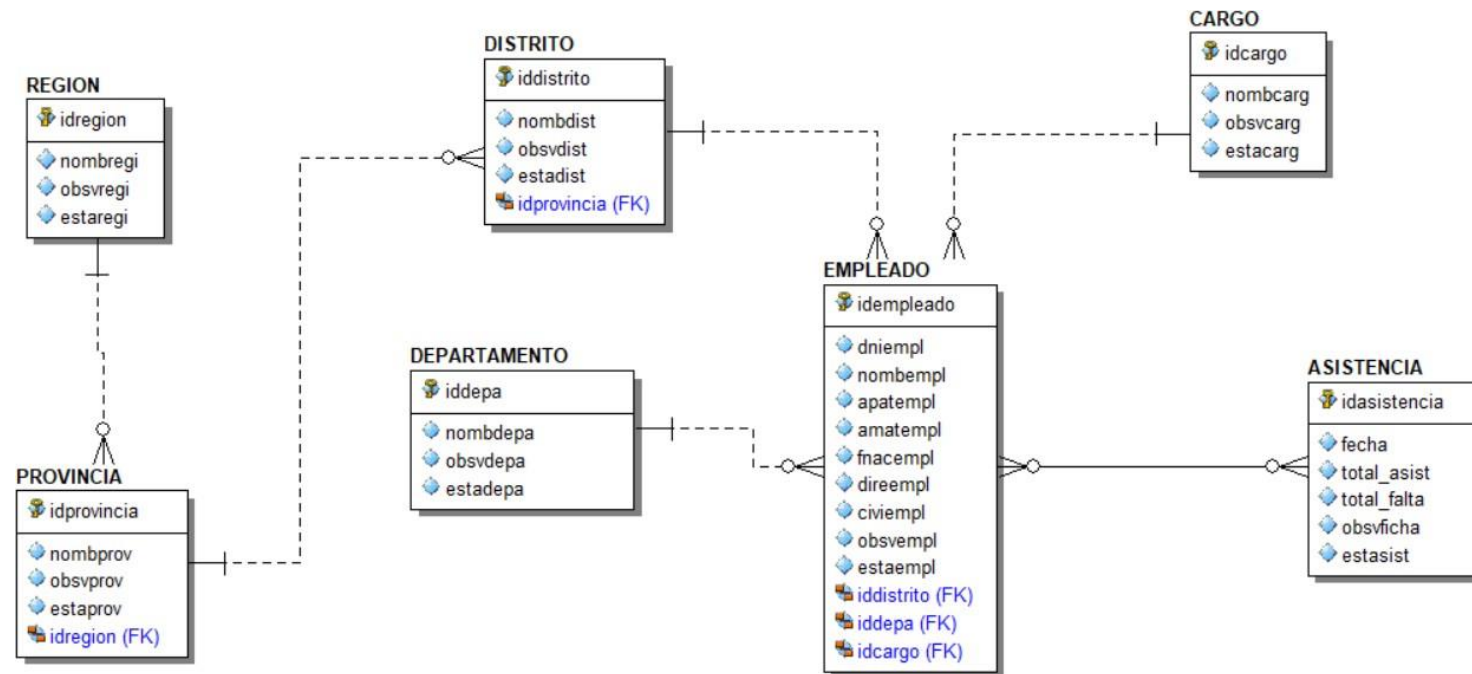 REGION
idregion
nombregi
obsvregi
estaregi
PROVINCIA
idprovincia
nombprov
obsvprov
estaprov
idregion (FK)
DISTRITO
iddistrito
nombdist
obsvdist
estadist
idprovincia (FK)
DEPARTAMENTO
iddepa
nombdepa
obsvdepa
estadepa
CARGO
idcargo
nombcarg
obsvcarg
estacarg
EMPLEADO
idempleado
dniempl
nombempl
apatempl
amatempl
fnacempl
direempl
civiempl
obsvempl
estaempl
iddistrito (FK)
iddepa (FK)
idcargo (FK)
ASISTENCIA
idasistencia
fecha
total_asist
total_falta
obsvficha
estasist